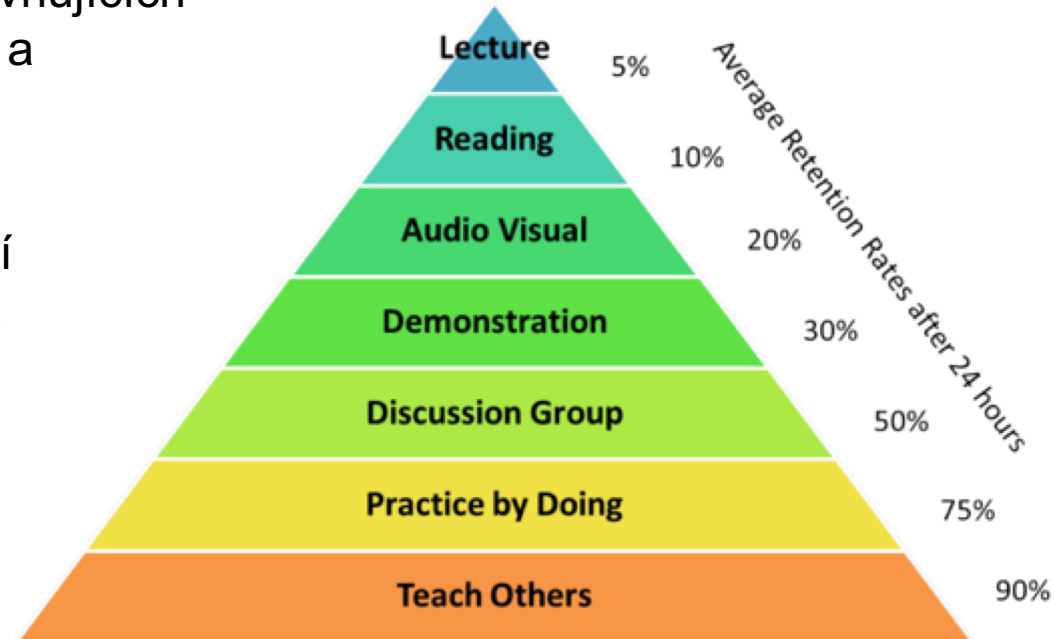 a
í
Lecture
5%
Reading
10%
Audio Visual
20%
Demonstration
30%
Discussion Group
50%
Practice by Doing
75%
Teach Others
90%
Average Retention Rates after 24 hours